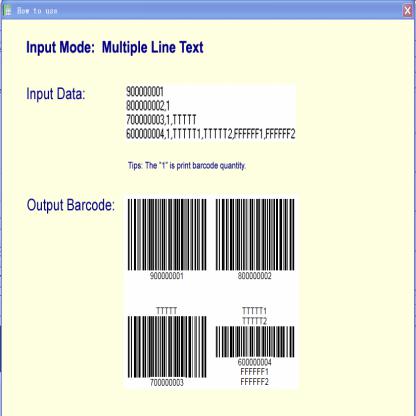 How to use
Input Mode: Multiple Line Text
Input Data:
900000001
800000002,1
700000003,1,TTTTT
600000004,1,TTTTT1,TTTTT2,FFFFFF1,FFFFFF2
Tips: The "1" is print barcode quantity.
Output Barcode:
900000001
800000002
TTTTT
700000003
TTTTT1
TTTTT2
600000004
FFFFFF1
FFFFFF2